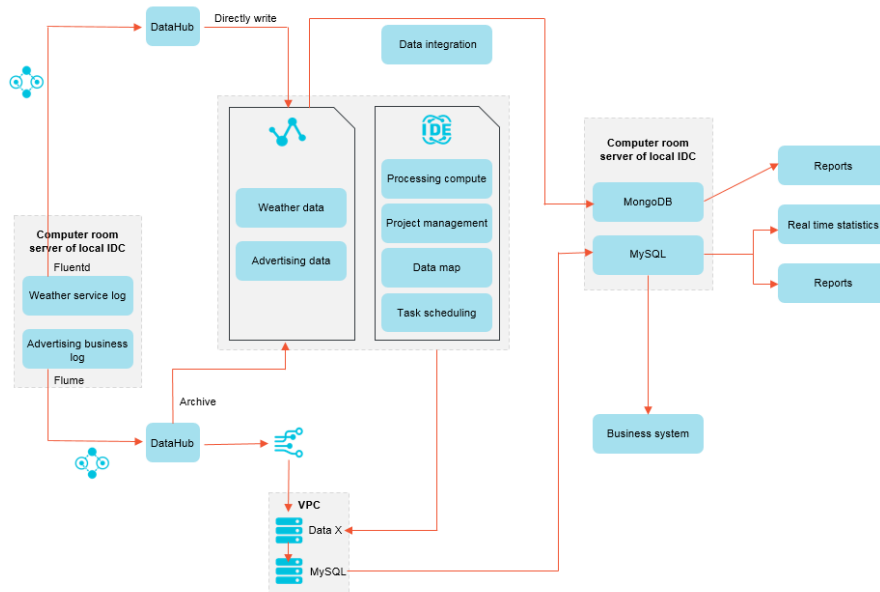 DataHub
Directly write
Data integration
IDE
Processing compute
Weather data
Project management
Advertising data
Data map
Task scheduling
Computer room
server of local IDC
MongoDB
MySQL
Reports
Real time statistics
Reports
Business system
Computer room
server of local IDC
Fluentd
Weather service log
Advertising business
log
Flume
Archive
DataHub
VPC
Data X
MySQL